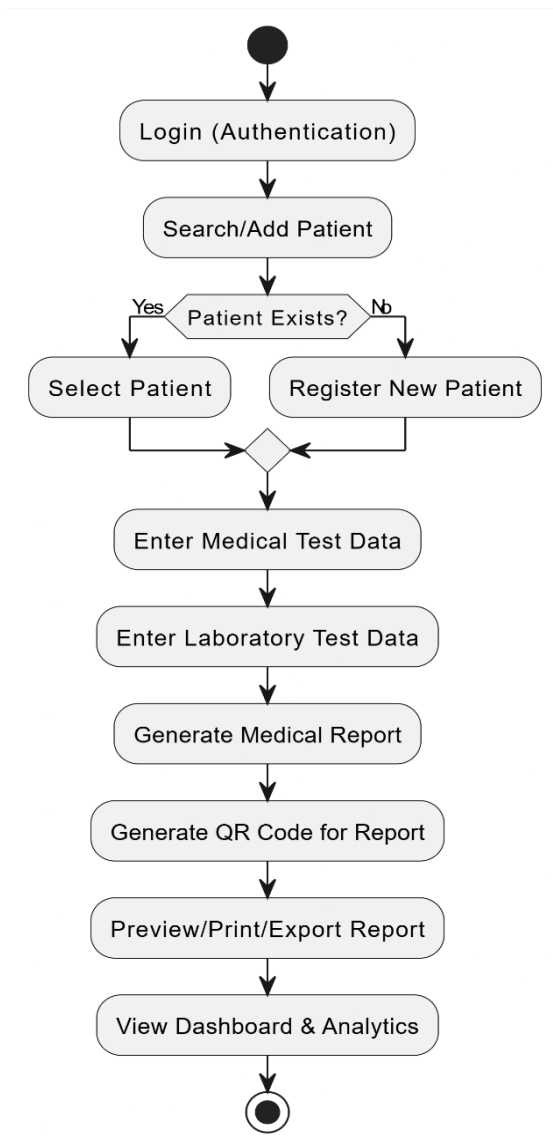 Login (Authentication)
Search/Add Patient
Yes
Patient Exists?
No
Select Patient
Register New Patient
Enter Medical Test Data
Enter Laboratory Test Data
Generate Medical Report
Generate QR Code for Report
Preview/Print/Export Report
View Dashboard & Analytics